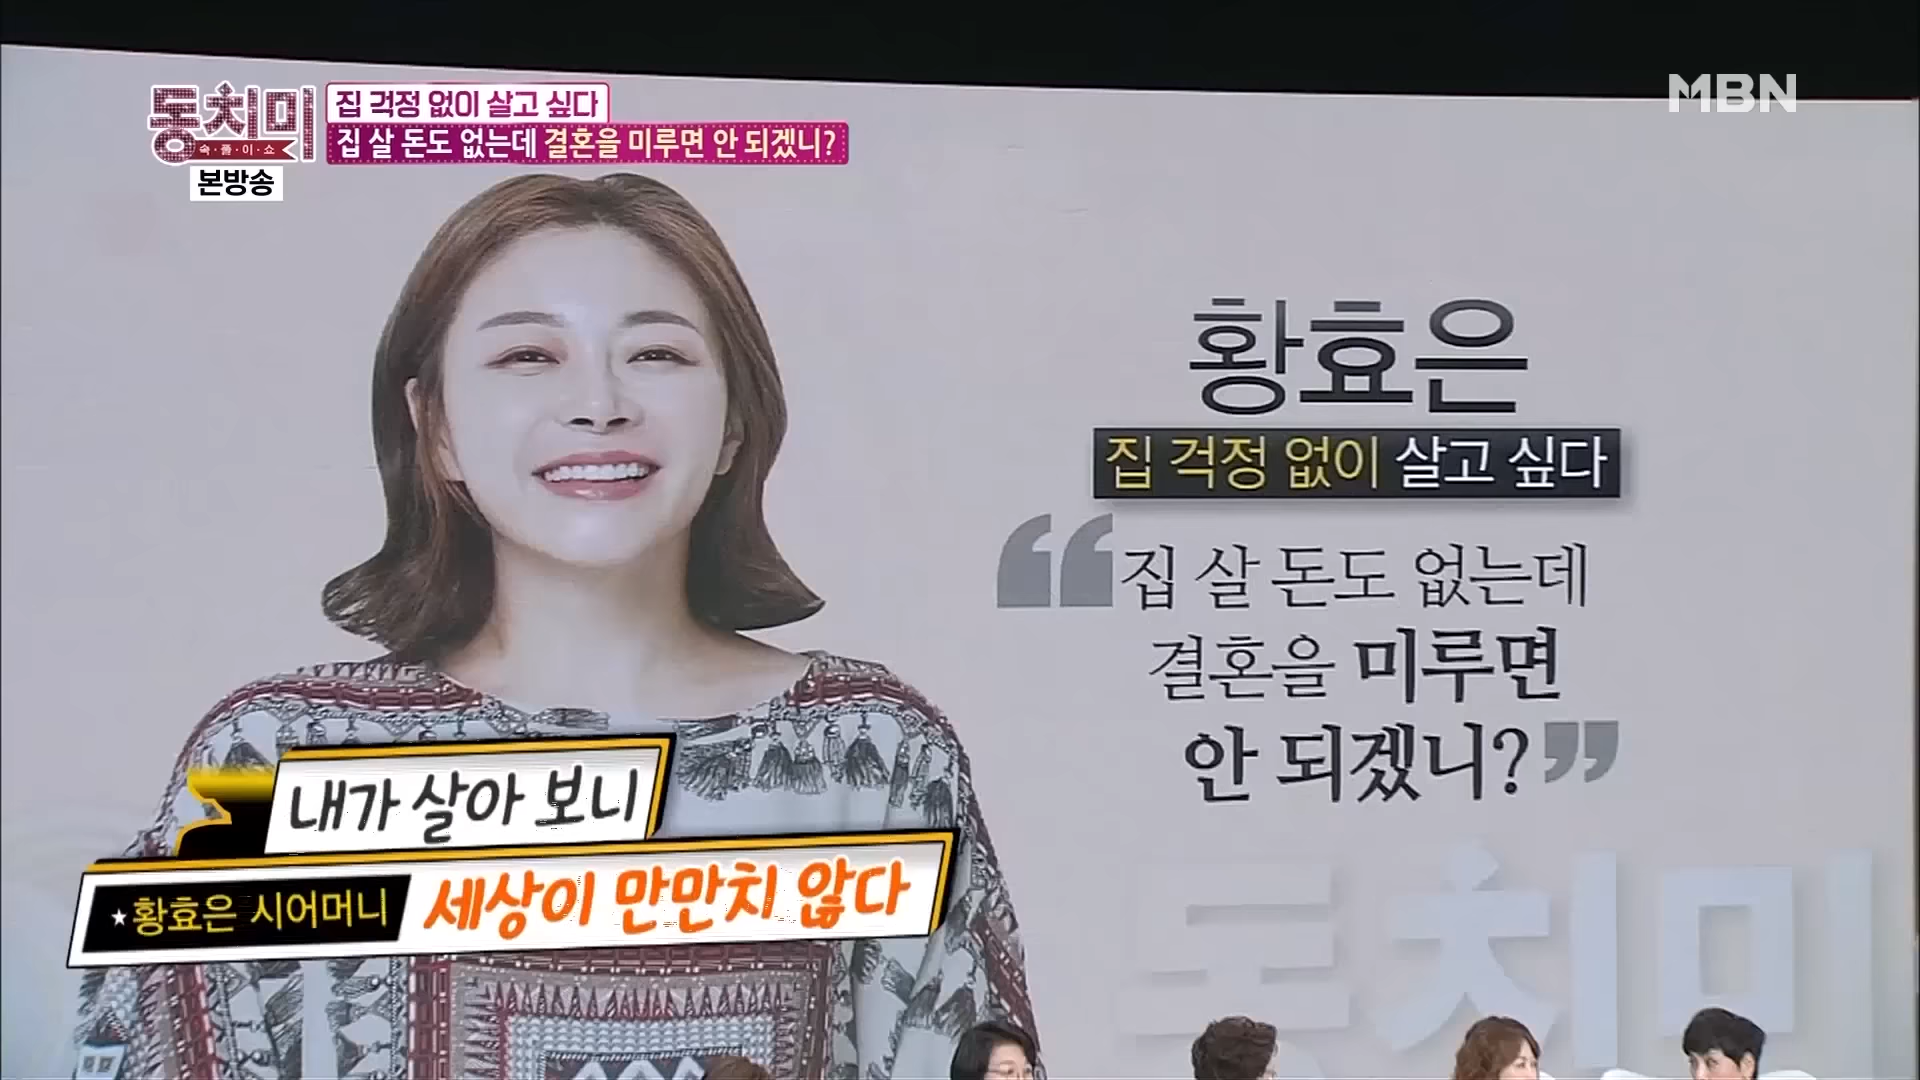 동치미
속·풀·이·쇼
본방송
집 걱정 없이 살고 싶다
집 살 돈도 없는데 결혼을 미루면 안 되겠니?
MBN
황효은
집 걱정 없이 살고 싶다
“집 살 돈도 없는데
결혼을 미루면
안 되겠니?”
내가 살아 보니
★황효은 시어머니 세상이 만만치 않다
동치미